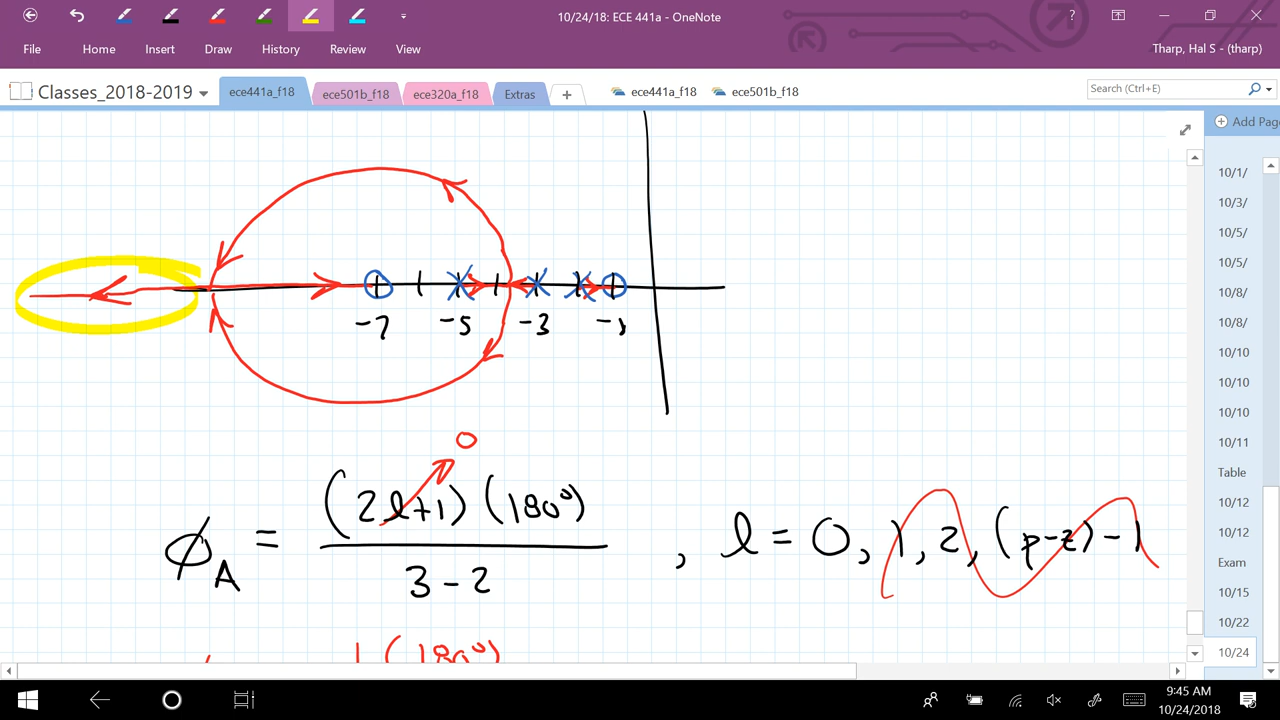 10/24/18: ECE 441a - OneNote
?
File Home Insert Draw History Review View
Tharp, Hal S - (tharp)
Classes_2018-2019
ece441a_f18 ece501b_f18 ece320a_f18 Extras + ece441a_f18 ece501b_f18
Search (Ctrl+E)
Add Page
10/1/
10/3/
10/5/
10/5/
10/8/
10/8/
10/10
10/10
10/10
10/11
Table
10/12
10/12
Exam
10/15
10/22
10/24
-7 -5 -3 -1
0
ϕ_A = (2l+1)(180°) / 3-2 , l = 0, 1, 2, (p-z)-1
1(180°)
9:45 AM
10/24/2018